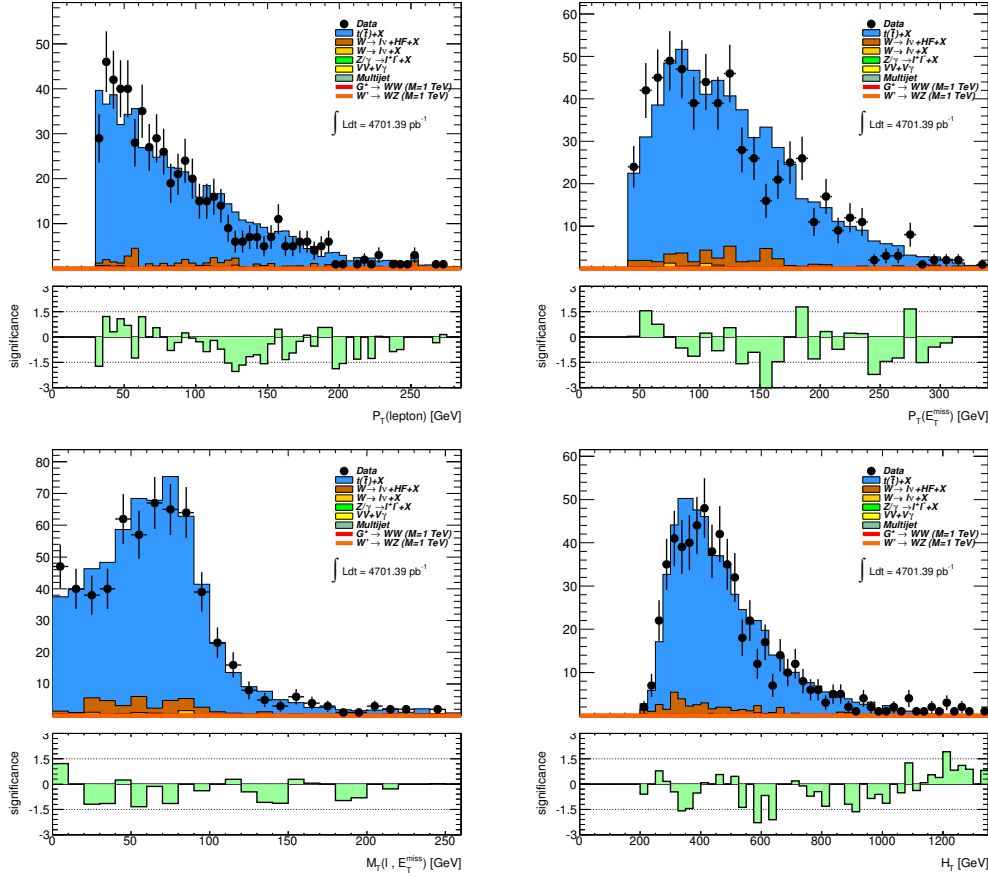 Data
t(t̄)+X
W→ lν+HF+X
W→ lν+X
Z/γ →l⁺l⁻+X
VV+Vγ
Multijet
G* → WW (M=1 TeV)
W' → WZ (M=1 TeV)
∫ Ldt = 4701.39 pb⁻¹
50
40
30
20
10
significance
1.5
0
-1.5
-3
0 50 100 150 200 250
P_T(lepton) [GeV]
Data
t(t̄)+X
W→ lν+HF+X
W→ lν+X
Z/γ →l⁺l⁻+X
VV+Vγ
Multijet
G* → WW (M=1 TeV)
W' → WZ (M=1 TeV)
∫ Ldt = 4701.39 pb⁻¹
60
50
40
30
20
10
significance
3
1.5
0
-1.5
-3
0 50 100 150 200 250 300
P_T(E_T^miss) [GeV]
Data
t(t̄)+X
W→ lν+HF+X
W→ lν+X
Z/γ →l⁺l⁻+X
VV+Vγ
Multijet
G* → WW (M=1 TeV)
W' → WZ (M=1 TeV)
∫ Ldt = 4701.39 pb⁻¹
80
70
60
50
40
30
20
10
significance
3
1.5
0
-1.5
-3
0 50 100 150 200 250
M_T(l , E_T^miss) [GeV]
Data
t(t̄)+X
W→ lν+HF+X
W→ lν+X
Z/γ →l⁺l⁻+X
VV+Vγ
Multijet
G* → WW (M=1 TeV)
W' → WZ (M=1 TeV)
∫ Ldt = 4701.39 pb⁻¹
60
50
40
30
20
10
significance
3
1.5
0
-1.5
-3
0 200 400 600 800 1000 1200
H_T [GeV]